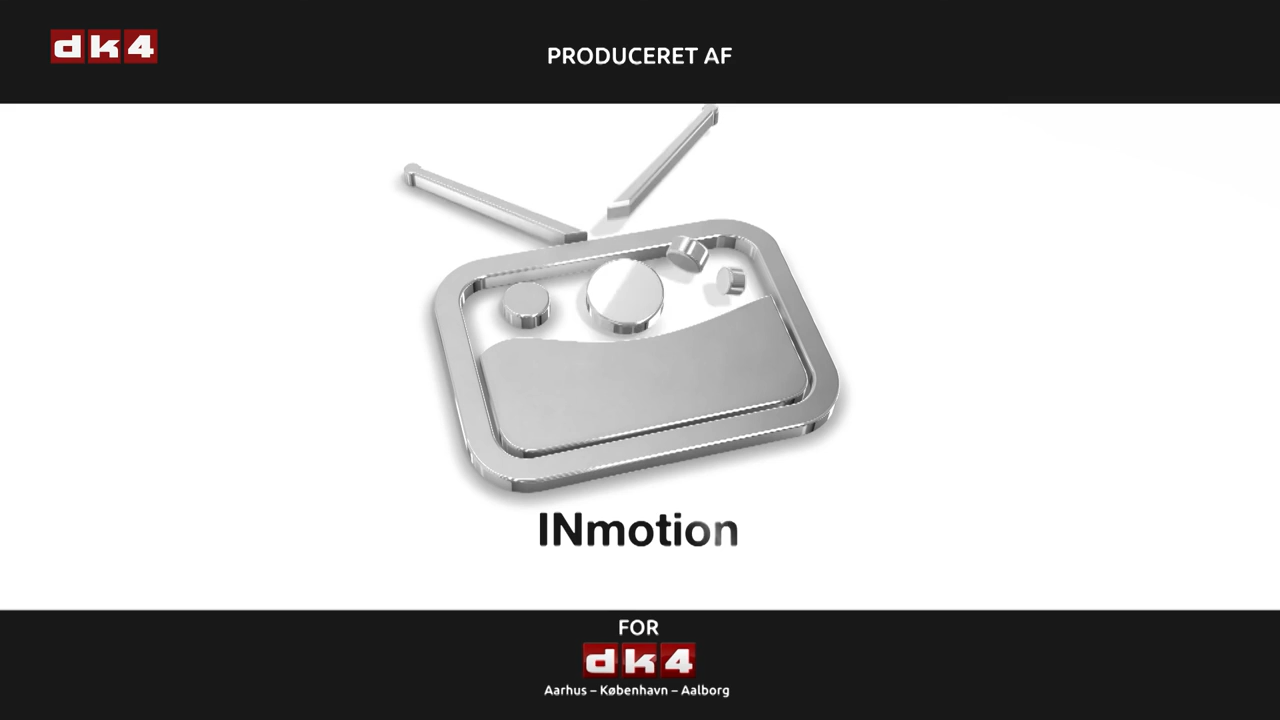 dk4
PRODUCERET AF
INmotion
FOR
dk4
Aarhus – København – Aalborg